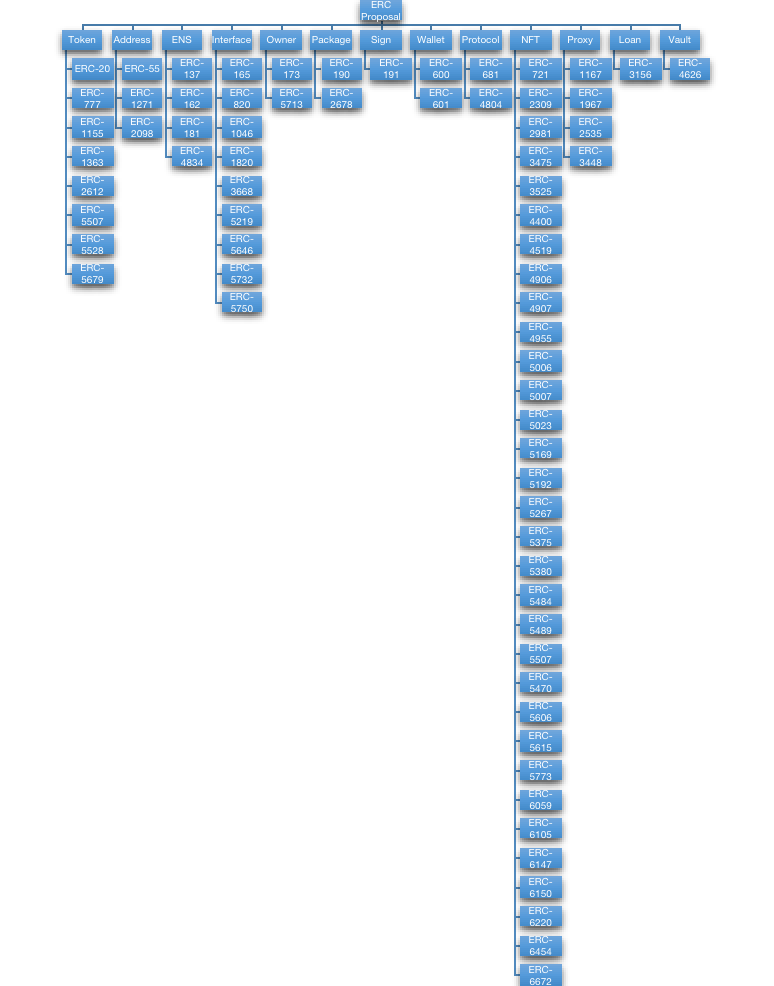 ERC
Proposal
Token
Address
ENS
Interface
Owner
Package
Sign
Wallet
Protocol
NFT
Proxy
Loan
Vault
ERC-20
ERC-
777
ERC-
1155
ERC-
1363
ERC-
2612
ERC-
5507
ERC-
5528
ERC-
5679
ERC-55
ERC-
1271
ERC-
2098
ERC-
137
ERC-
162
ERC-
181
ERC-
4834
ERC-
165
ERC-
820
ERC-
1046
ERC-
1820
ERC-
3668
ERC-
5219
ERC-
5646
ERC-
5732
ERC-
5750
ERC-
173
ERC-
5713
ERC-
190
ERC-
2678
ERC-
191
ERC-
600
ERC-
601
ERC-
681
ERC-
4804
ERC-
721
ERC-
2309
ERC-
2981
ERC-
3475
ERC-
3525
ERC-
4400
ERC-
4519
ERC-
4906
ERC-
4907
ERC-
4955
ERC-
5006
ERC-
5007
ERC-
5023
ERC-
5169
ERC-
5192
ERC-
5267
ERC-
5375
ERC-
5380
ERC-
5484
ERC-
5489
ERC-
5507
ERC-
5470
ERC-
5606
ERC-
5615
ERC-
5773
ERC-
6059
ERC-
6105
ERC-
6147
ERC-
6150
ERC-
6220
ERC-
6454
ERC-
6672
ERC-
1167
ERC-
1967
ERC-
2535
ERC-
3448
ERC-
3156
ERC-
4626